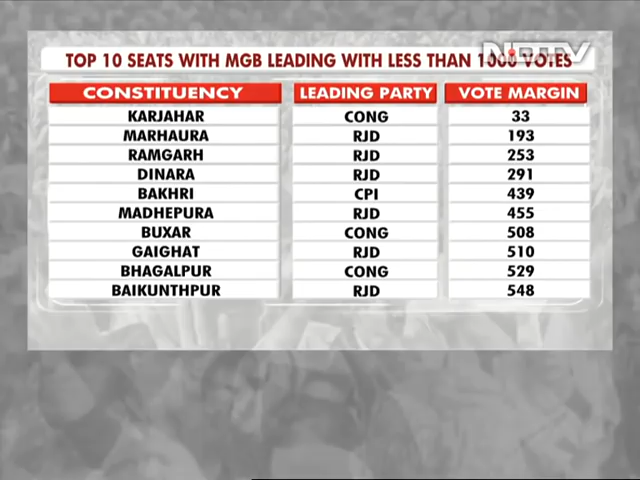 TOP 10 SEATS WITH MGB LEADING WITH LESS THAN 1000 VOTES
NDTV
CONSTITUENCY LEADING PARTY VOTE MARGIN
KARJAHAR CONG 33
MARHAURA RJD 193
RAMGARH RJD 253
DINARA RJD 291
BAKHRI CPI 439
MADHEPURA RJD 455
BUXAR CONG 508
GAIGHAT RJD 510
BHAGALPUR CONG 529
BAIKUNTHPUR RJD 548